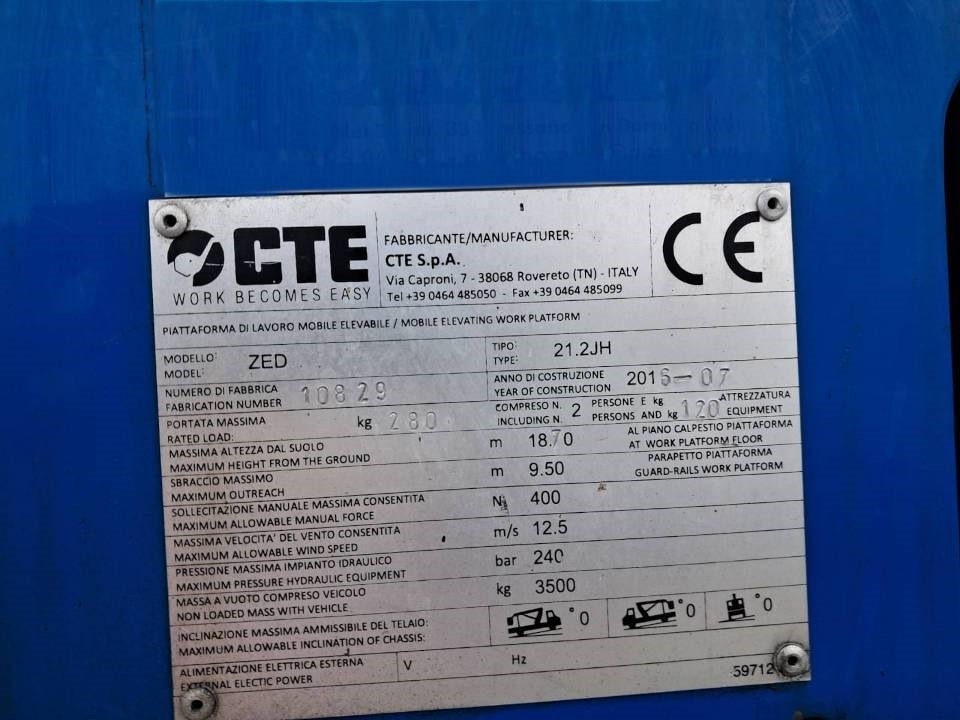 CTE
WORK BECOMES EASY
FABBRICANTE/MANUFACTURER:
CTE S.p.A.
Via Caproni, 7 - 38068 Rovereto (TN) - ITALY
Tel +39 0464 485050 - Fax +39 0464 485099
CE
PIATTAFORMA DI LAVORO MOBILE ELEVABILE / MOBILE ELEVATING WORK PLATFORM
MODELLO: ZED TIPO: 21.2JH
MODEL: TYPE:
NUMERO DI FABBRICA 10829 ANNO DI COSTRUZIONE 2016-07
FABRICATION NUMBER YEAR OF CONSTRUCTION
PORTATA MASSIMA kg 280 COMPRESO N. 2 PERSONE E kg 120 ATTREZZATURA
RATED LOAD: INCLUDING N. PERSONS AND kg EQUIPMENT
MASSIMA ALTEZZA DAL SUOLO m 18.70 AL PIANO CALPESTIO PIATTAFORMA
MAXIMUM HEIGHT FROM THE GROUND AT WORK PLATFORM FLOOR
SBRACCIO MASSIMO m 9.50 PARAPETTO PIATTAFORMA
MAXIMUM OUTREACH GUARD-RAILS WORK PLATFORM
SOLLECITAZIONE MANUALE MASSIMA CONSENTITA N 400
MAXIMUM ALLOWABLE MANUAL FORCE
MASSIMA VELOCITA' DEL VENTO CONSENTITA m/s 12.5
MAXIMUM ALLOWABLE WIND SPEED
PRESSIONE MASSIMA IMPIANTO IDRAULICO bar 240
MAXIMUM PRESSURE HYDRAULIC EQUIPMENT
MASSA A VUOTO COMPRESO VEICOLO kg 3500
NON LOADED MASS WITH VEHICLE
INCLINAZIONE MASSIMA AMMISSIBILE DEL TELAIO: °0 °0 °0
MAXIMUM ALLOWABLE INCLINATION OF CHASSIS:
ALIMENTAZIONE ELETTRICA ESTERNA V Hz
EXTERNAL ELECTIC POWER 59712